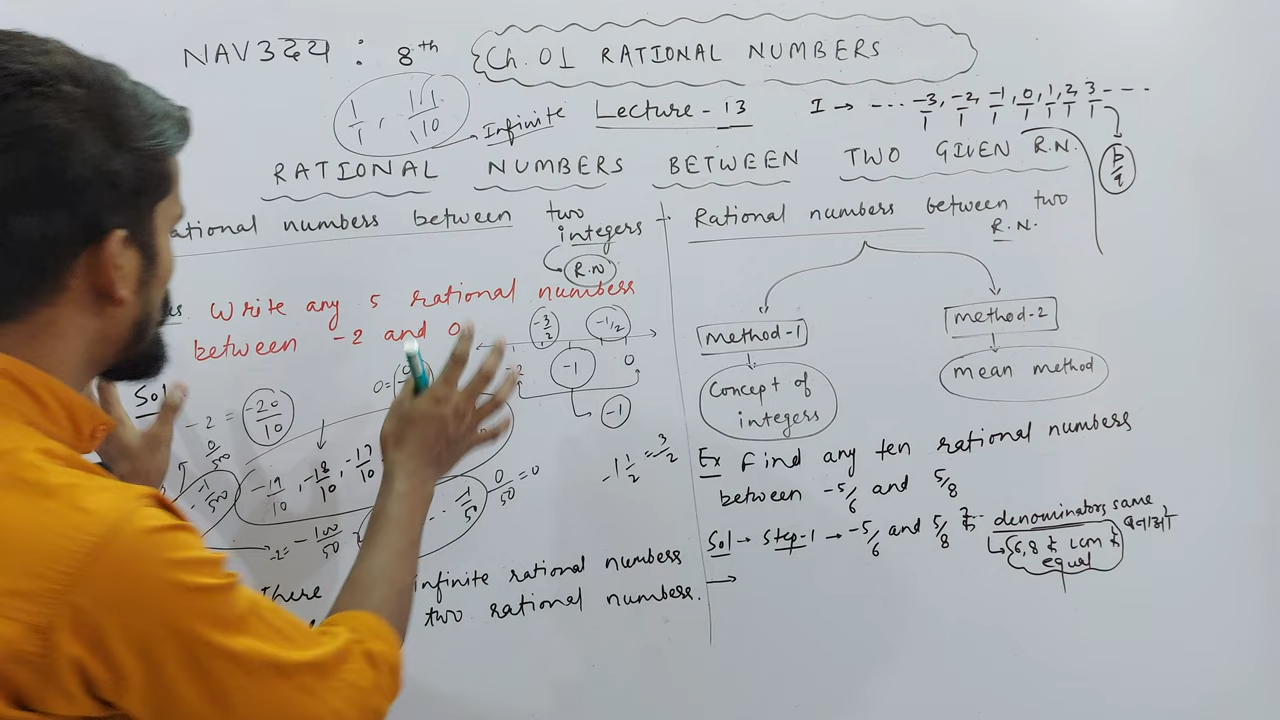 8th
Ch. 01 RATIONAL NUMBERS
1/1, 111/110
Infinite
Lecture - 13
I → ... -3/1, -2/1, -1/1, 0/1, 1/1, 2/1, 3/1 - - -
p/q
RATIONAL NUMBERS BETWEEN TWO GIVEN R.N.
ational numbers between two
integers
R.N
Write any 5 rational numbers
between -2 and 0
Sol
-2 = -20/10
0=
-3/2
-1/2
-2
-1
0
-1
-1 1/2 = 3/2
0/50
-1/50
-19/10, -18/10, -17/10
-2 = -100/50
.. -1/50
0/50 = 0
There infinite rational numbers
two rational numbers.
Rational numbers between two
R.N.
method-1
Concept of
integers
method-2
mean method
Ex Find any ten rational numbers
between -5/6 and 5/8
Sol → Step-1 → -5/6 and 5/8 के denominators same
6,8 के LCM के
equal
→